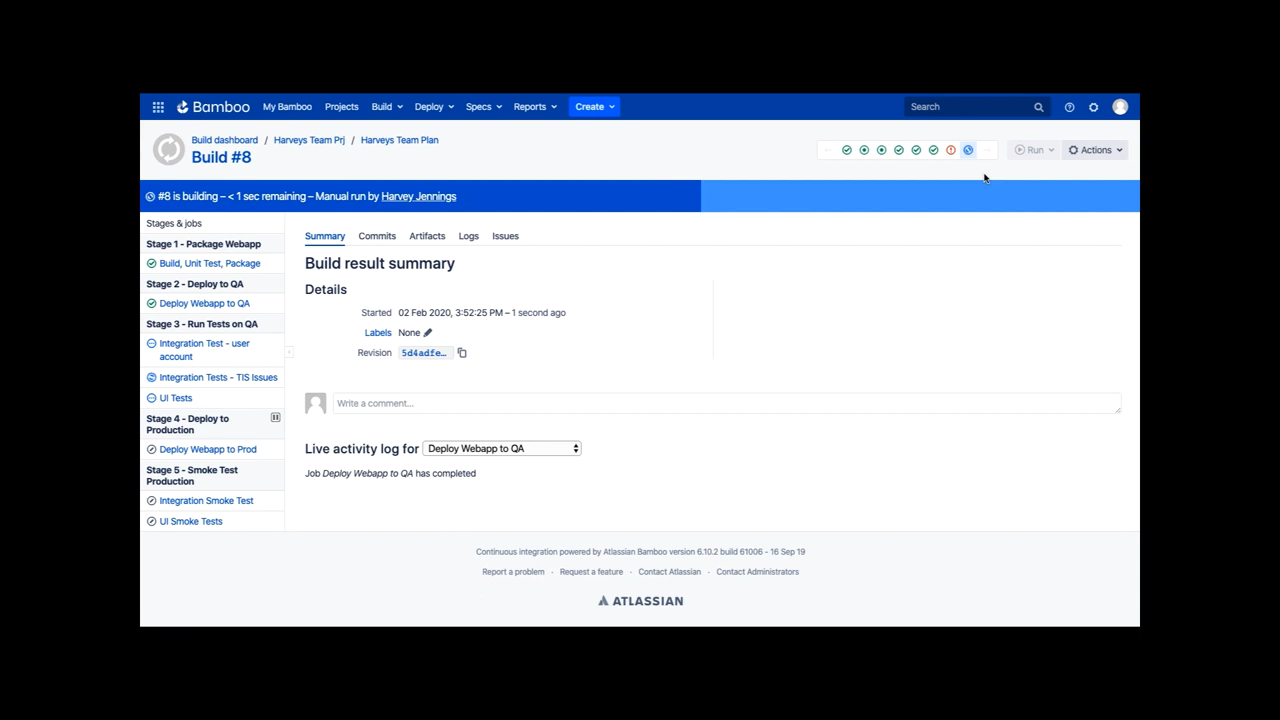 Bamboo My Bamboo Projects Build Deploy Specs Reports Create Search
Build dashboard / Harveys Team Prj / Harveys Team Plan
Build #8
Run Actions
#8 is building – < 1 sec remaining – Manual run by Harvey Jennings
Stages & jobs
Stage 1 - Package Webapp
Build, Unit Test, Package
Stage 2 - Deploy to QA
Deploy Webapp to QA
Stage 3 - Run Tests on QA
Integration Test - user
account
Integration Tests - TIS Issues
UI Tests
Stage 4 - Deploy to
Production
Deploy Webapp to Prod
Stage 5 - Smoke Test
Production
Integration Smoke Test
UI Smoke Tests
Summary Commits Artifacts Logs Issues
Build result summary
Details
Started 02 Feb 2020, 3:52:25 PM – 1 second ago
Labels None
Revision 5d4adfe...
Write a comment...
Live activity log for Deploy Webapp to QA
Job Deploy Webapp to QA has completed
Continuous integration powered by Atlassian Bamboo version 6.10.2 build 61006 - 16 Sep 19
Report a problem · Request a feature · Contact Atlassian · Contact Administrators
ATLASSIAN